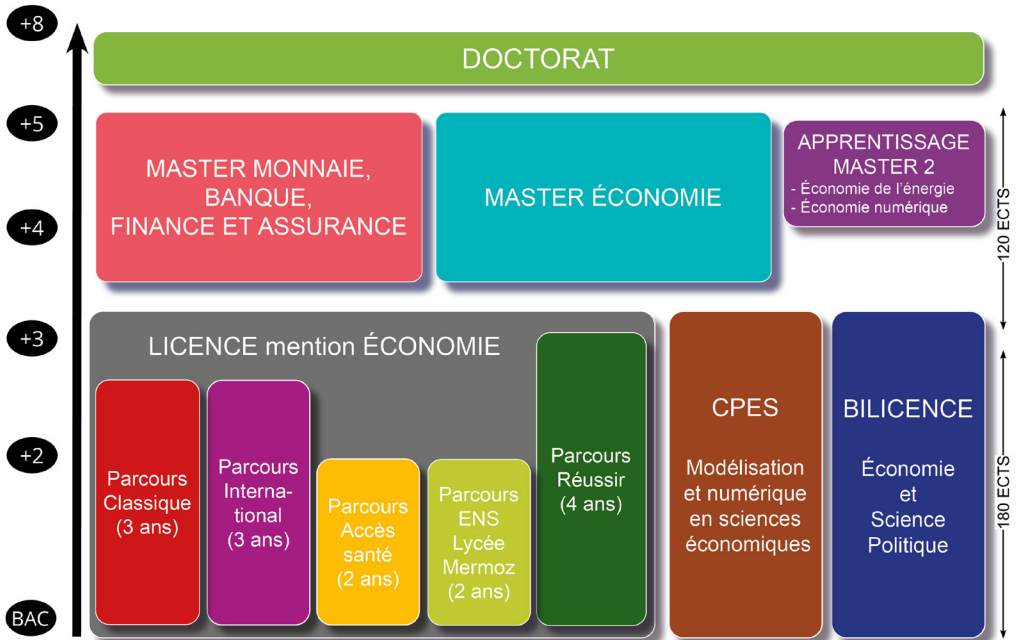 +8
DOCTORAT
+5
MASTER MONNAIE,
BANQUE,
FINANCE ET ASSURANCE
MASTER ÉCONOMIE
APPRENTISSAGE
MASTER 2
- Économie de l'énergie
- Économie numérique
+4
120 ECTS
+3
LICENCE mention ÉCONOMIE
Parcours
Classique
(3 ans)
Parcours
Interna-
tional
(3 ans)
Parcours
Accès
santé
(2 ans)
Parcours
ENS
Lycée
Mermoz
(2 ans)
Parcours
Réussir
(4 ans)
CPES
Modélisation
et numérique
en sciences
économiques
BILICENCE
Économie
et
Science
Politique
+2
180 ECTS
BAC